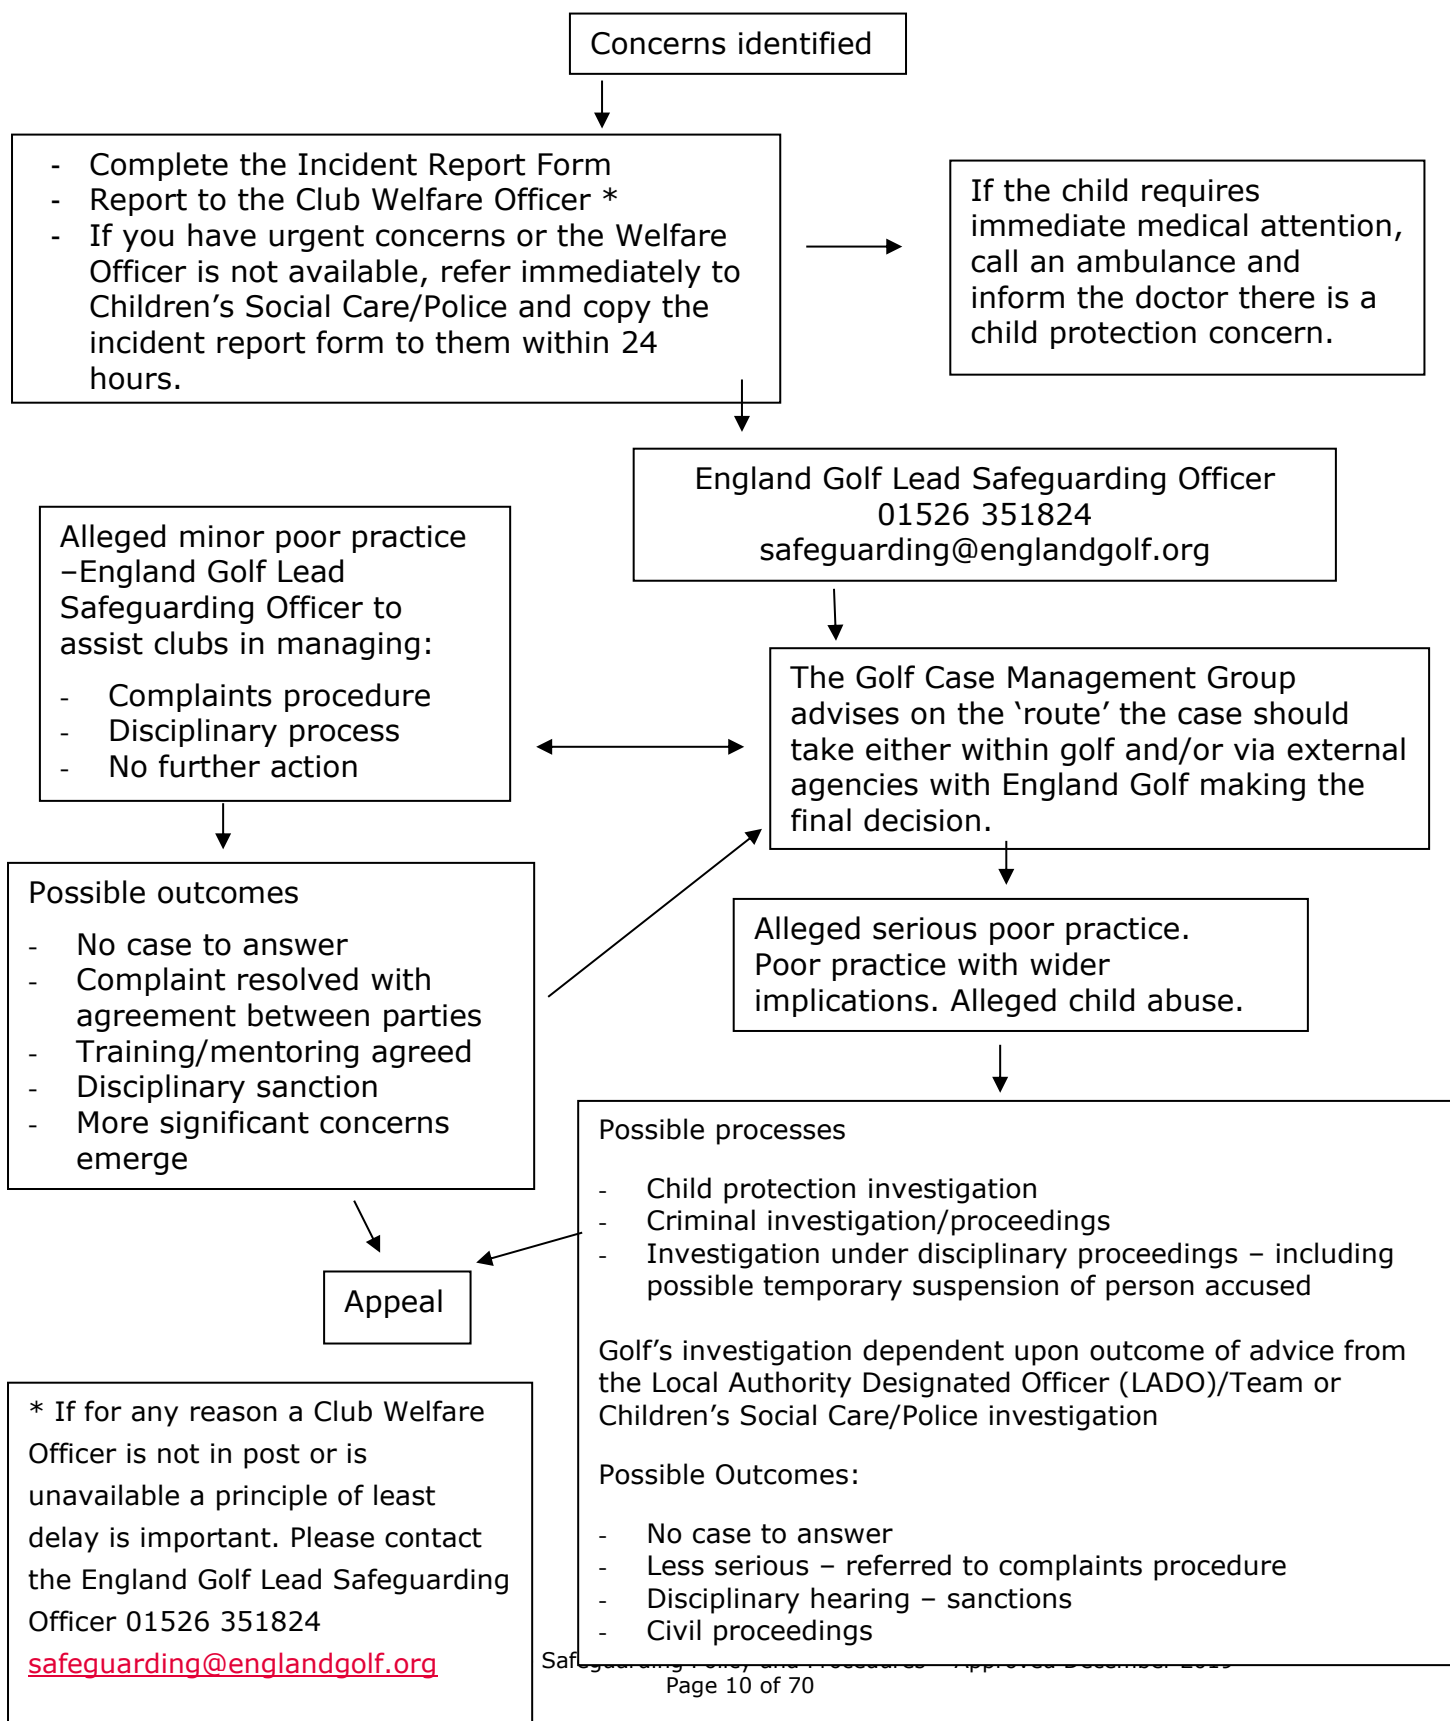 Concerns identified
- Complete the Incident Report Form
- Report to the Club Welfare Officer *
- If you have urgent concerns or the Welfare
Officer is not available, refer immediately to
Children’s Social Care/Police and copy the
incident report form to them within 24
hours.
If the child requires
immediate medical attention,
call an ambulance and
inform the doctor there is a
child protection concern.
England Golf Lead Safeguarding Officer
01526 351824
safeguarding@englandgolf.org
Alleged minor poor practice
–England Golf Lead
Safeguarding Officer to
assist clubs in managing:
- Complaints procedure
- Disciplinary process
- No further action
The Golf Case Management Group
advises on the ‘route’ the case should
take either within golf and/or via external
agencies with England Golf making the
final decision.
Possible outcomes
- No case to answer
- Complaint resolved with
agreement between parties
- Training/mentoring agreed
- Disciplinary sanction
- More significant concerns
emerge
Alleged serious poor practice.
Poor practice with wider
implications. Alleged child abuse.
Possible processes
- Child protection investigation
- Criminal investigation/proceedings
- Investigation under disciplinary proceedings – including
possible temporary suspension of person accused
Golf’s investigation dependent upon outcome of advice from
the Local Authority Designated Officer (LADO)/Team or
Children’s Social Care/Police investigation
Possible Outcomes:
- No case to answer
- Less serious – referred to complaints procedure
- Disciplinary hearing – sanctions
- Civil proceedings
Appeal
* If for any reason a Club Welfare
Officer is not in post or is
unavailable a principle of least
delay is important. Please contact
the England Golf Lead Safeguarding
Officer 01526 351824
safeguarding@englandgolf.org
Safeguarding Policy and Procedures – Approved December 2019
Page 10 of 70